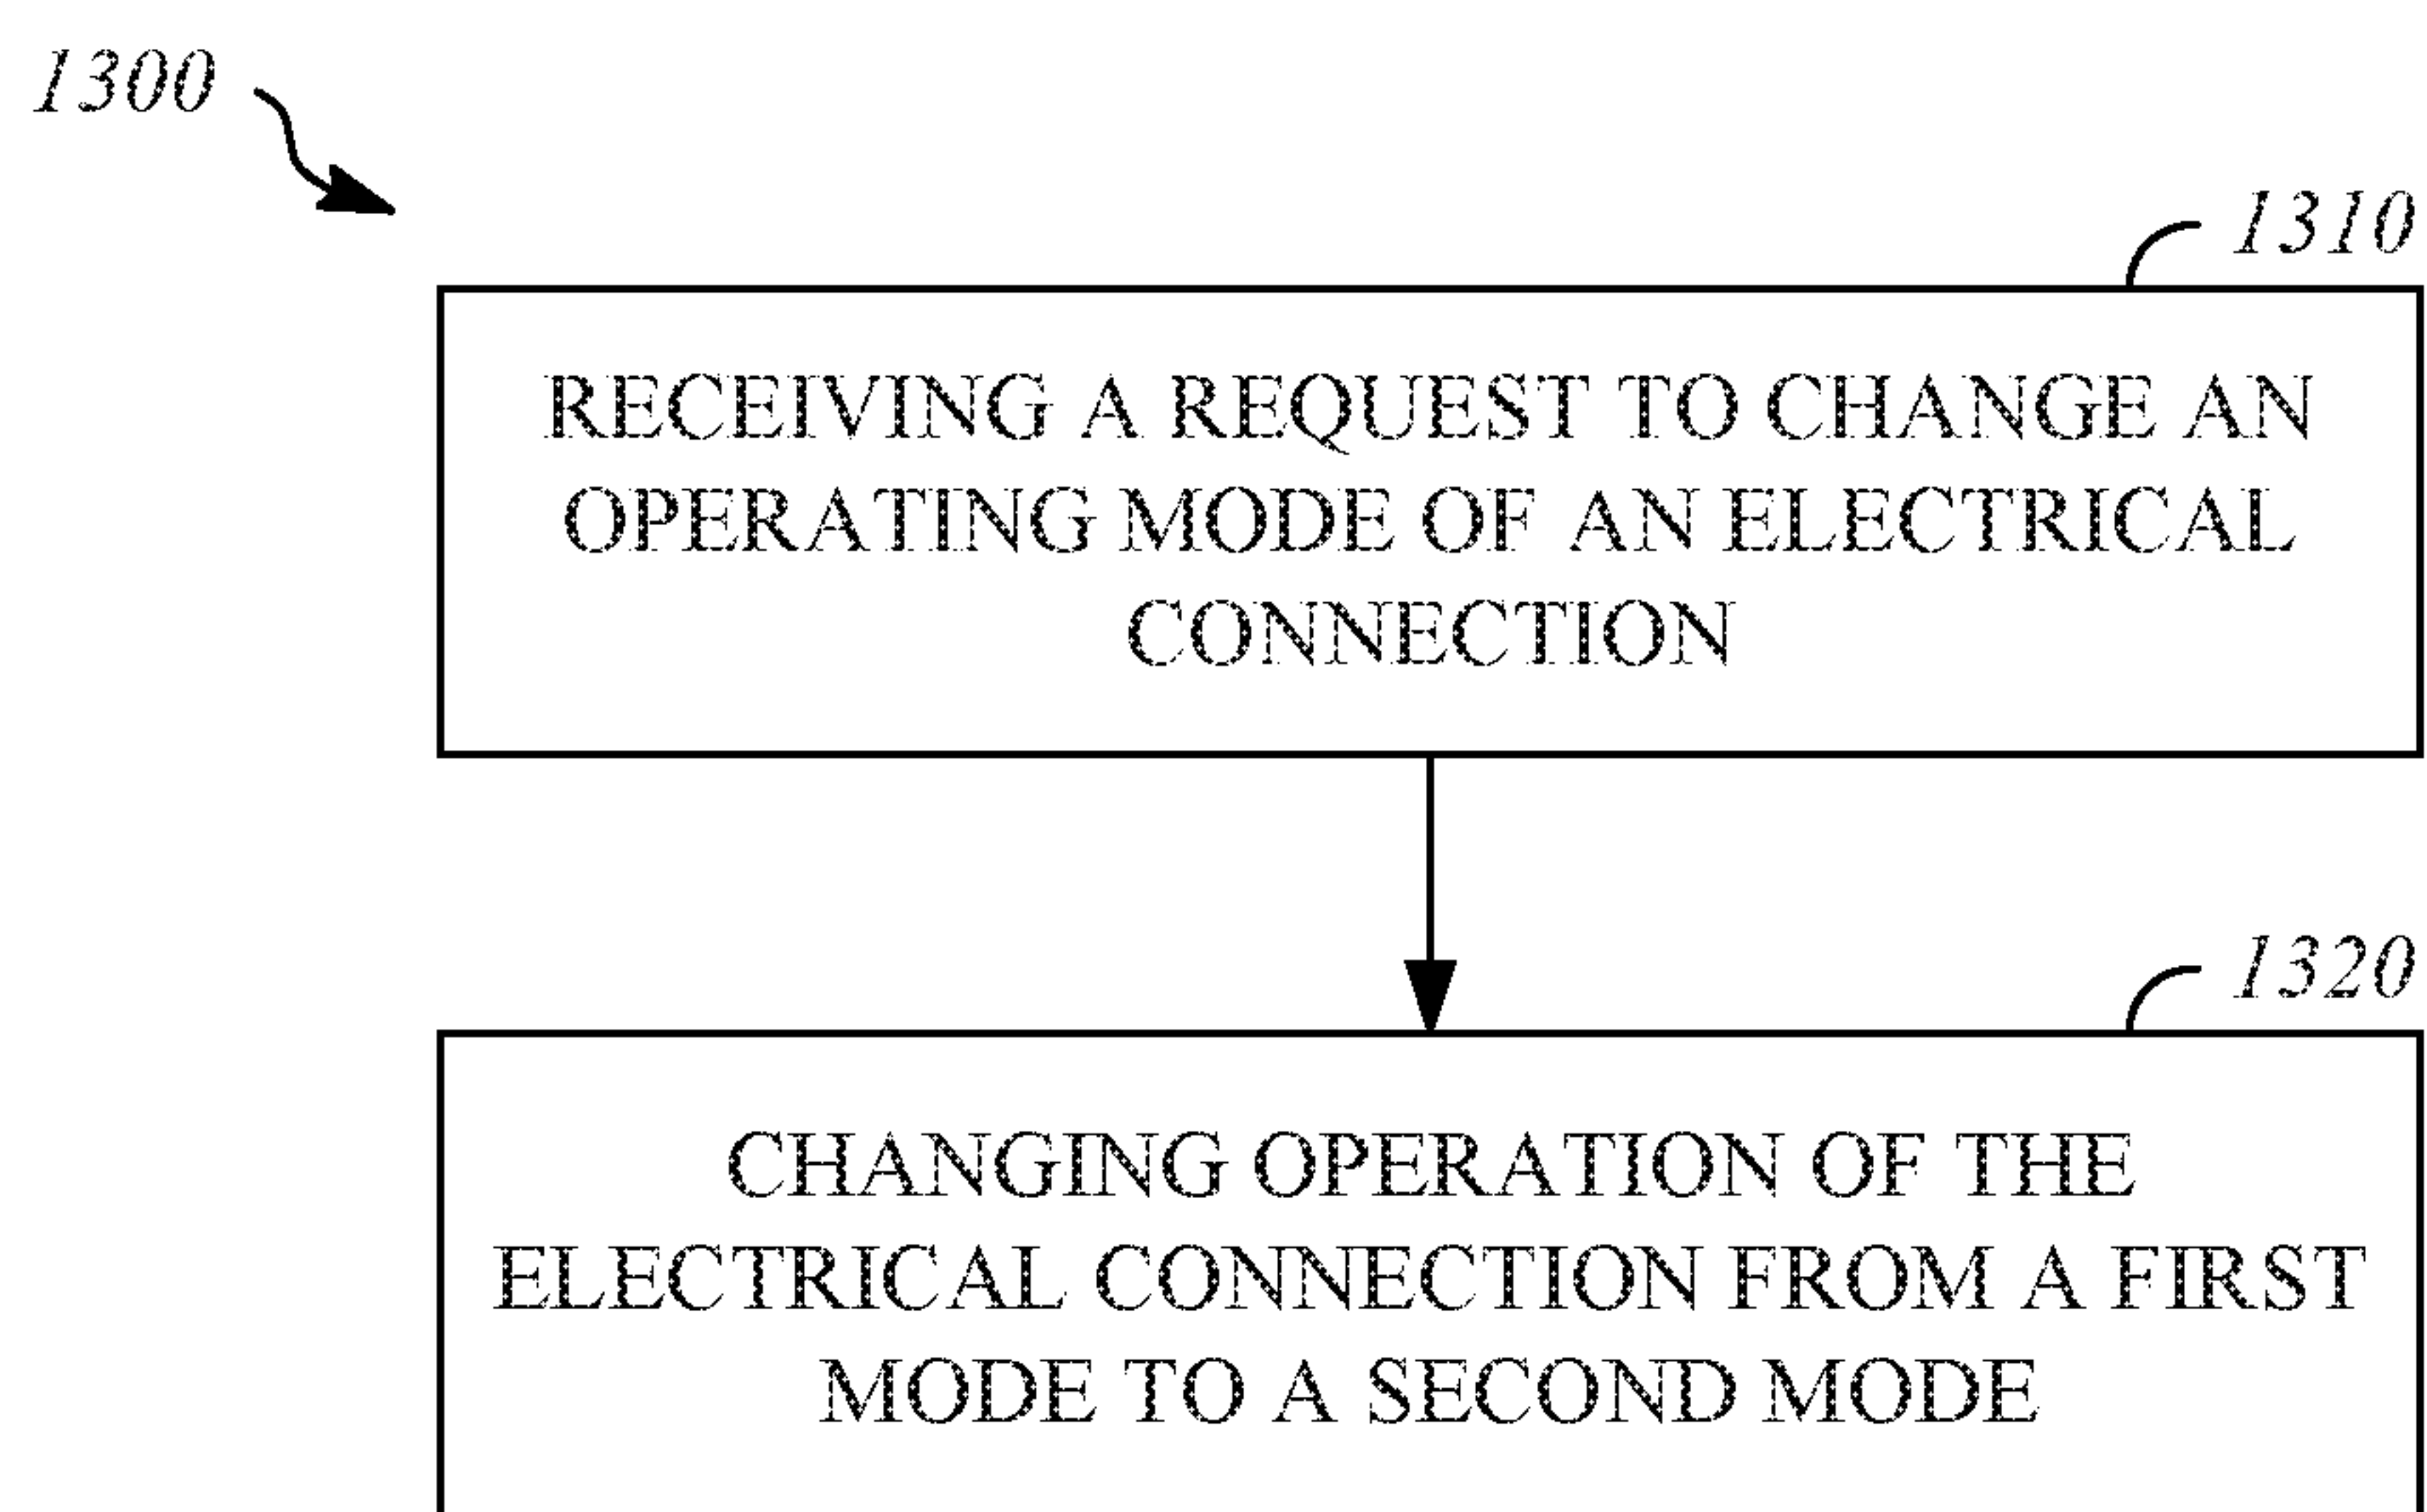 1300
1310
RECEIVING A REQUEST TO CHANGE AN
OPERATING MODE OF AN ELECTRICAL
CONNECTION
1320
CHANGING OPERATION OF THE
ELECTRICAL CONNECTION FROM A FIRST
MODE TO A SECOND MODE